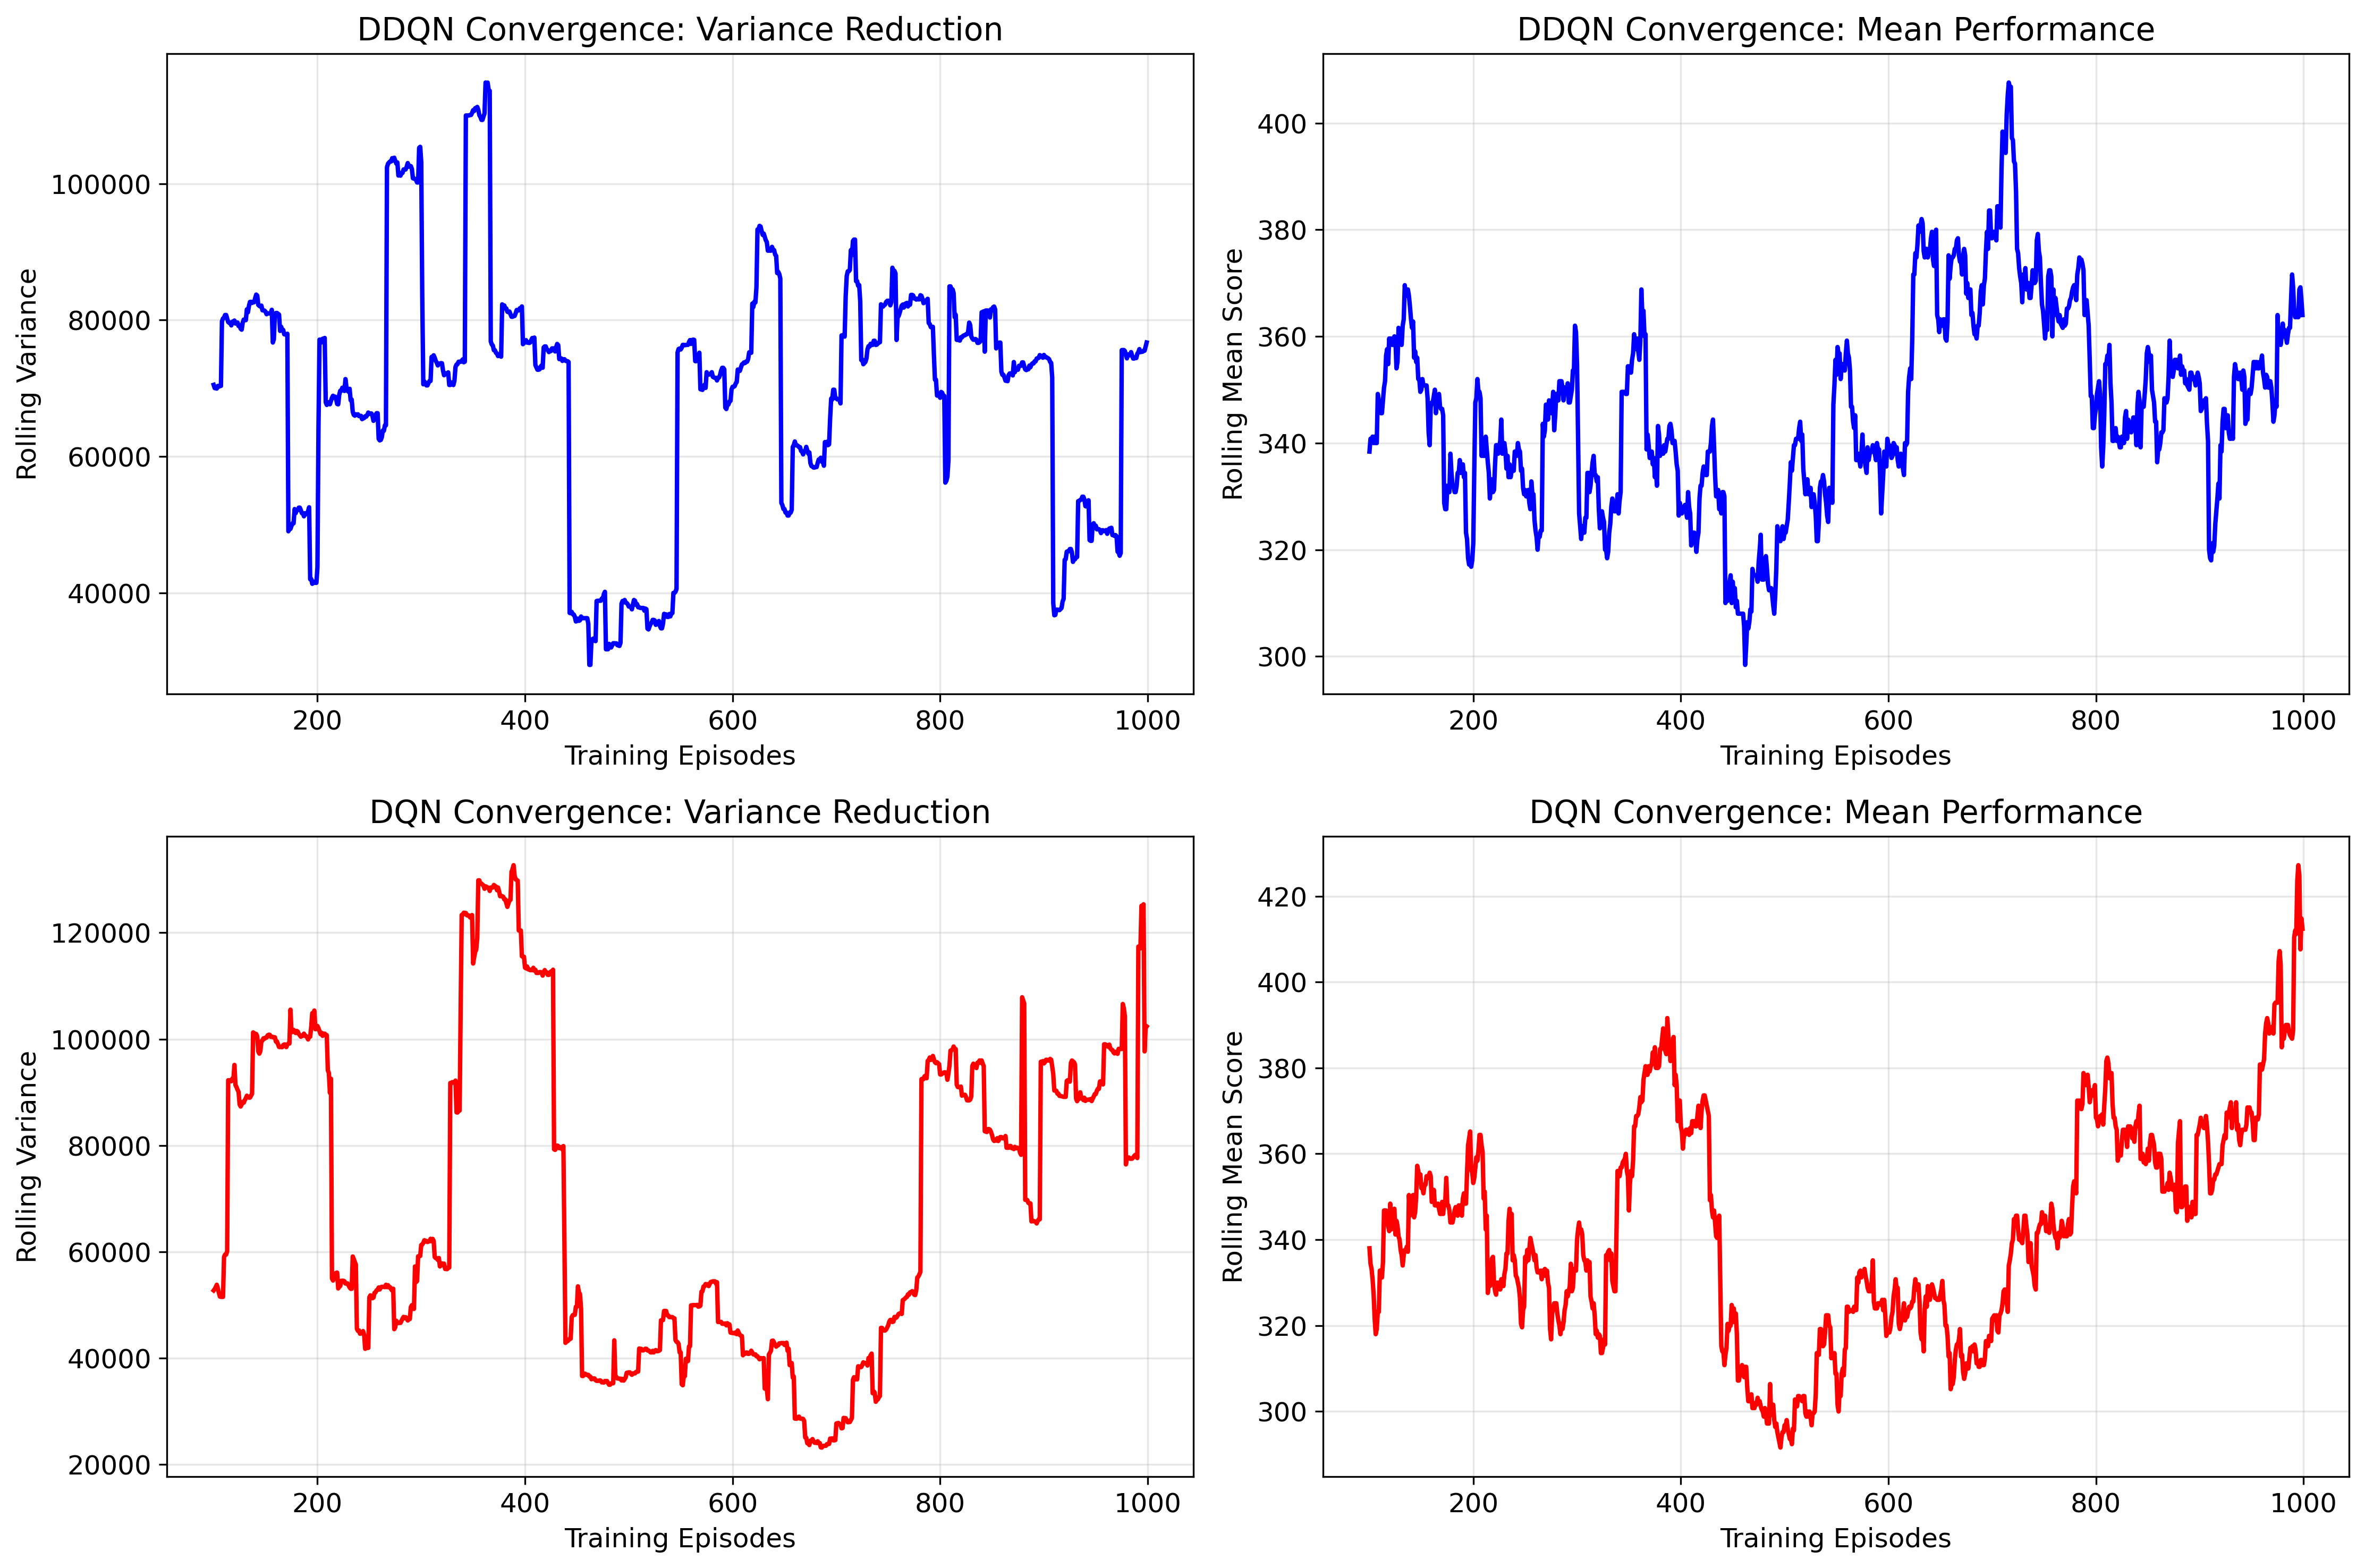 DDQN Convergence: Variance Reduction
Rolling Variance
100000
80000
60000
40000
200 400 600 800 1000
Training Episodes
DDQN Convergence: Mean Performance
Rolling Mean Score
400
380
360
340
320
300
200 400 600 800 1000
Training Episodes
DQN Convergence: Variance Reduction
Rolling Variance
120000
100000
80000
60000
40000
20000
200 400 600 800 1000
Training Episodes
DQN Convergence: Mean Performance
Rolling Mean Score
420
400
380
360
340
320
300
200 400 600 800 1000
Training Episodes